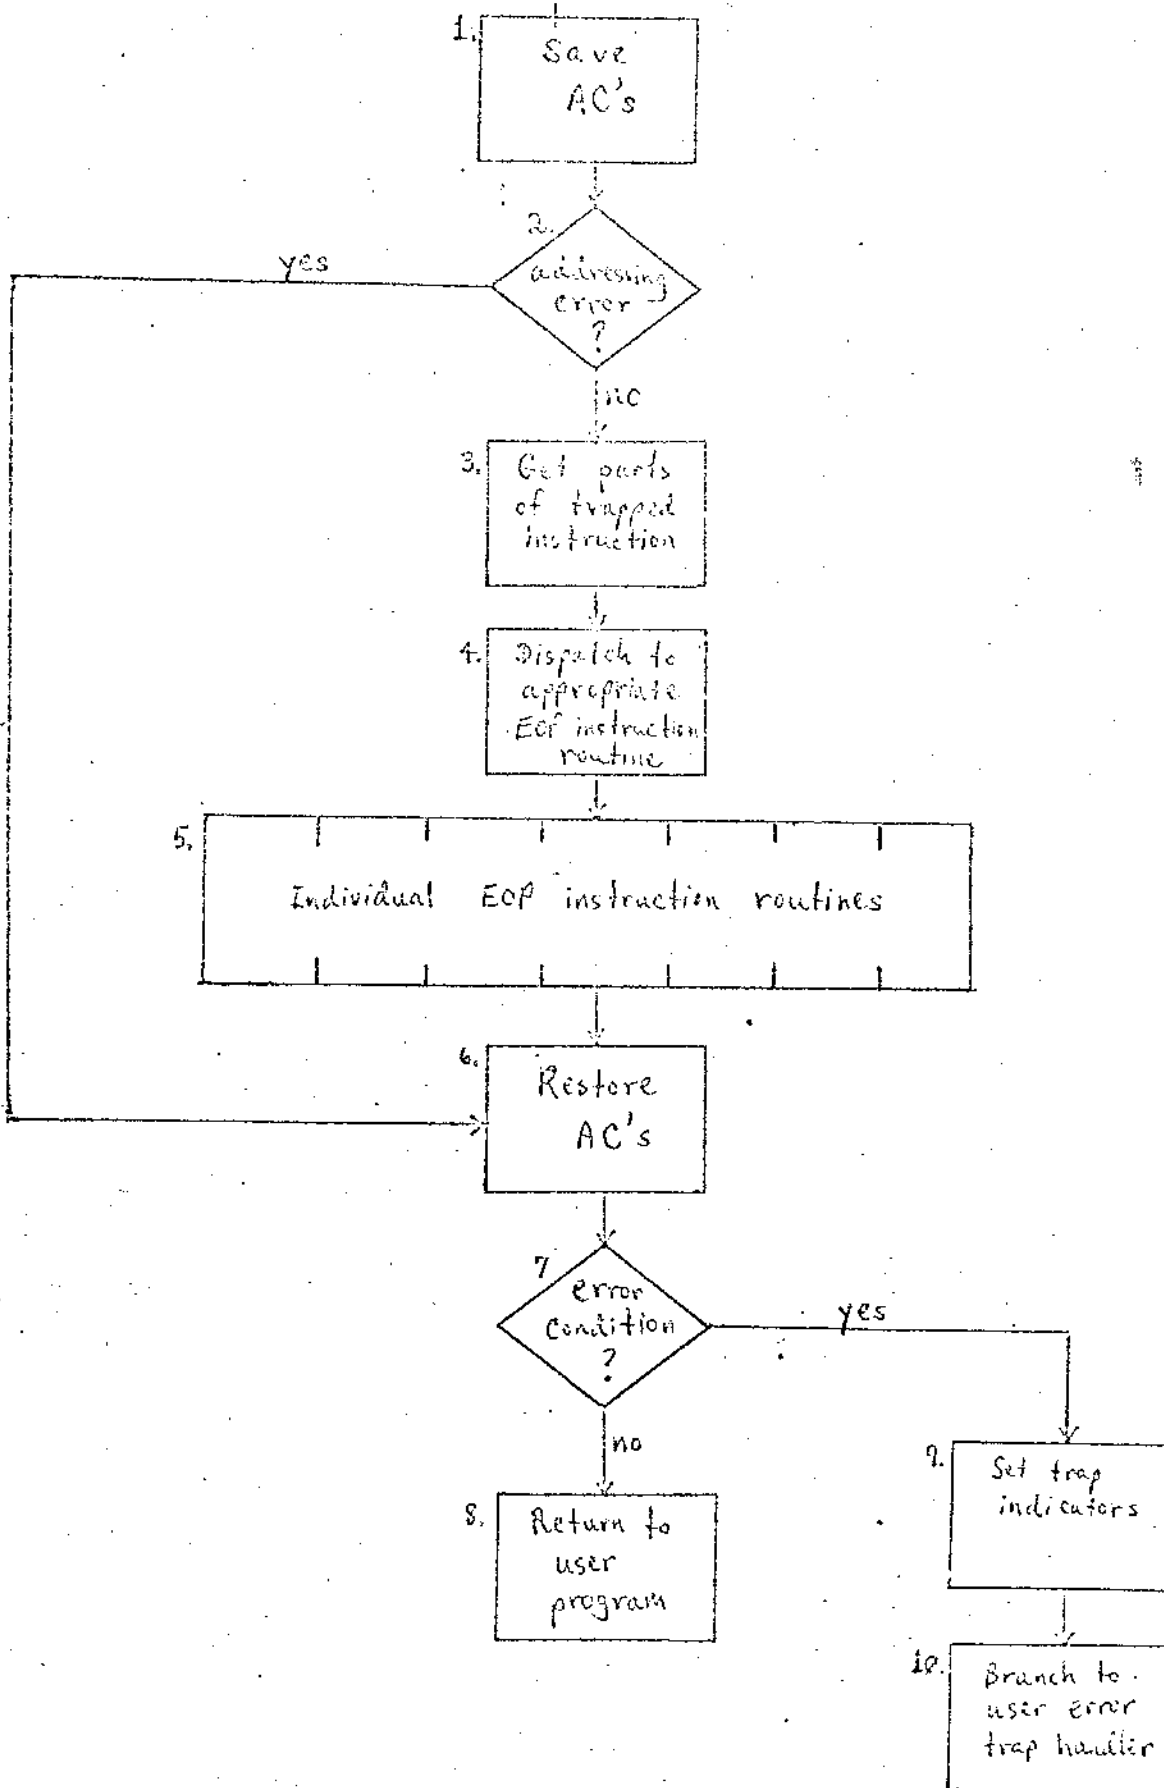 1.
Save
AC's
2.
addressing
error
?
yes
no
3.
Get parts
of trapped
instruction
4.
Dispatch to
appropriate
EOP instruction
routine
5.
Individual EOP instruction routines
6.
Restore
AC's
7
error
condition
?
yes
no
8.
Return to
user
program
9.
Set trap
indicators
10.
Branch to
user error
trap handler